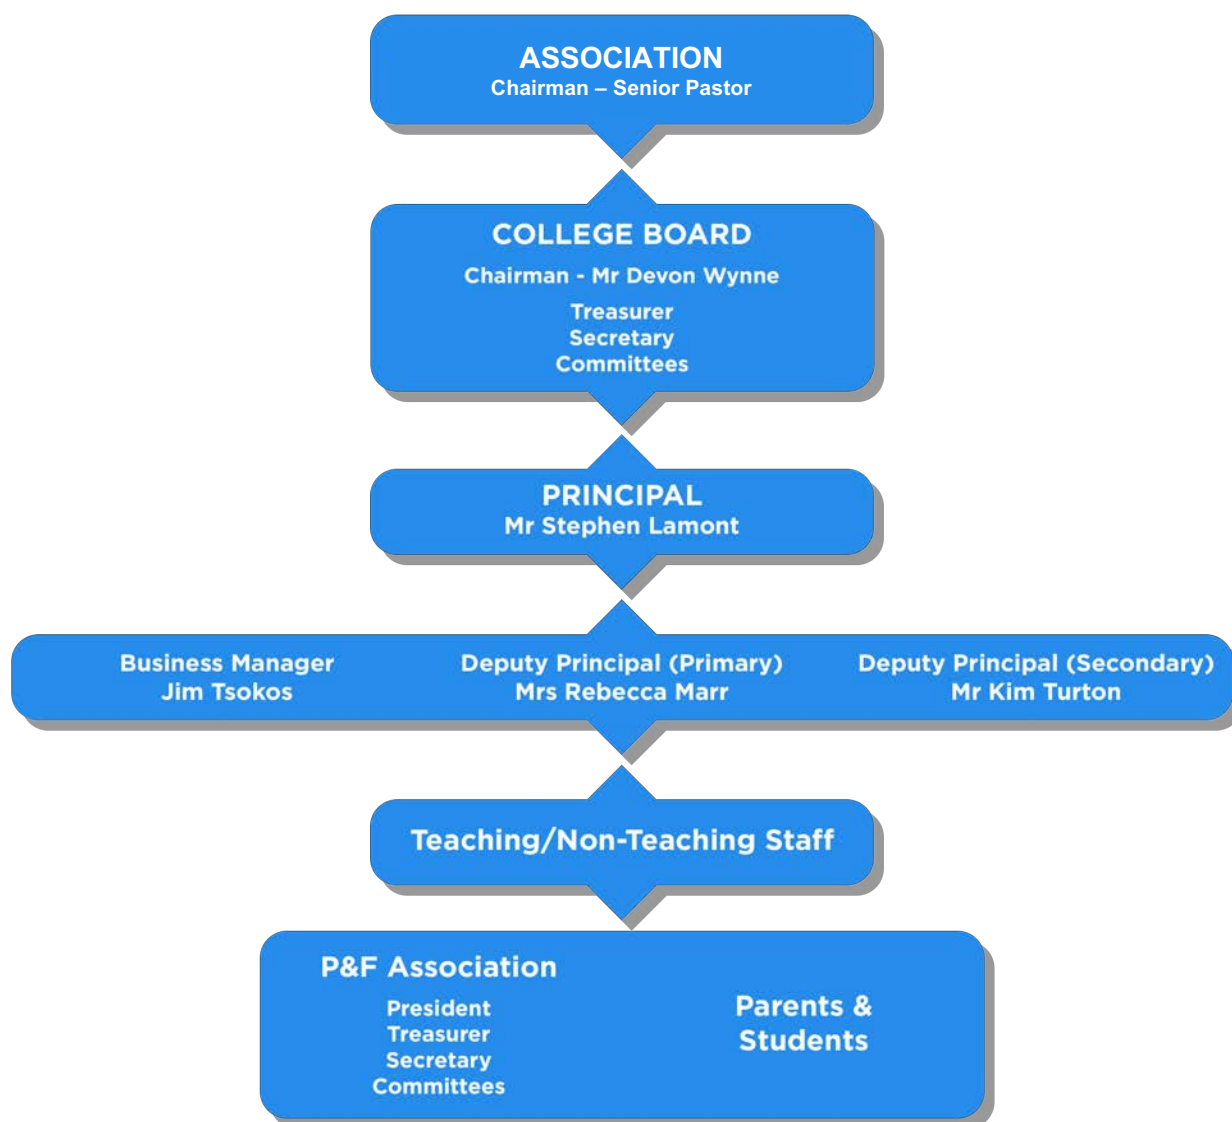 ASSOCIATION
Chairman – Senior Pastor
COLLEGE BOARD
Chairman - Mr Devon Wynne
Treasurer
Secretary
Committees
PRINCIPAL
Mr Stephen Lamont
Business Manager
Jim Tsokos
Deputy Principal (Primary)
Mrs Rebecca Marr
Deputy Principal (Secondary)
Mr Kim Turton
Teaching/Non-Teaching Staff
P&F Association
President
Treasurer
Secretary
Committees
Parents &
Students